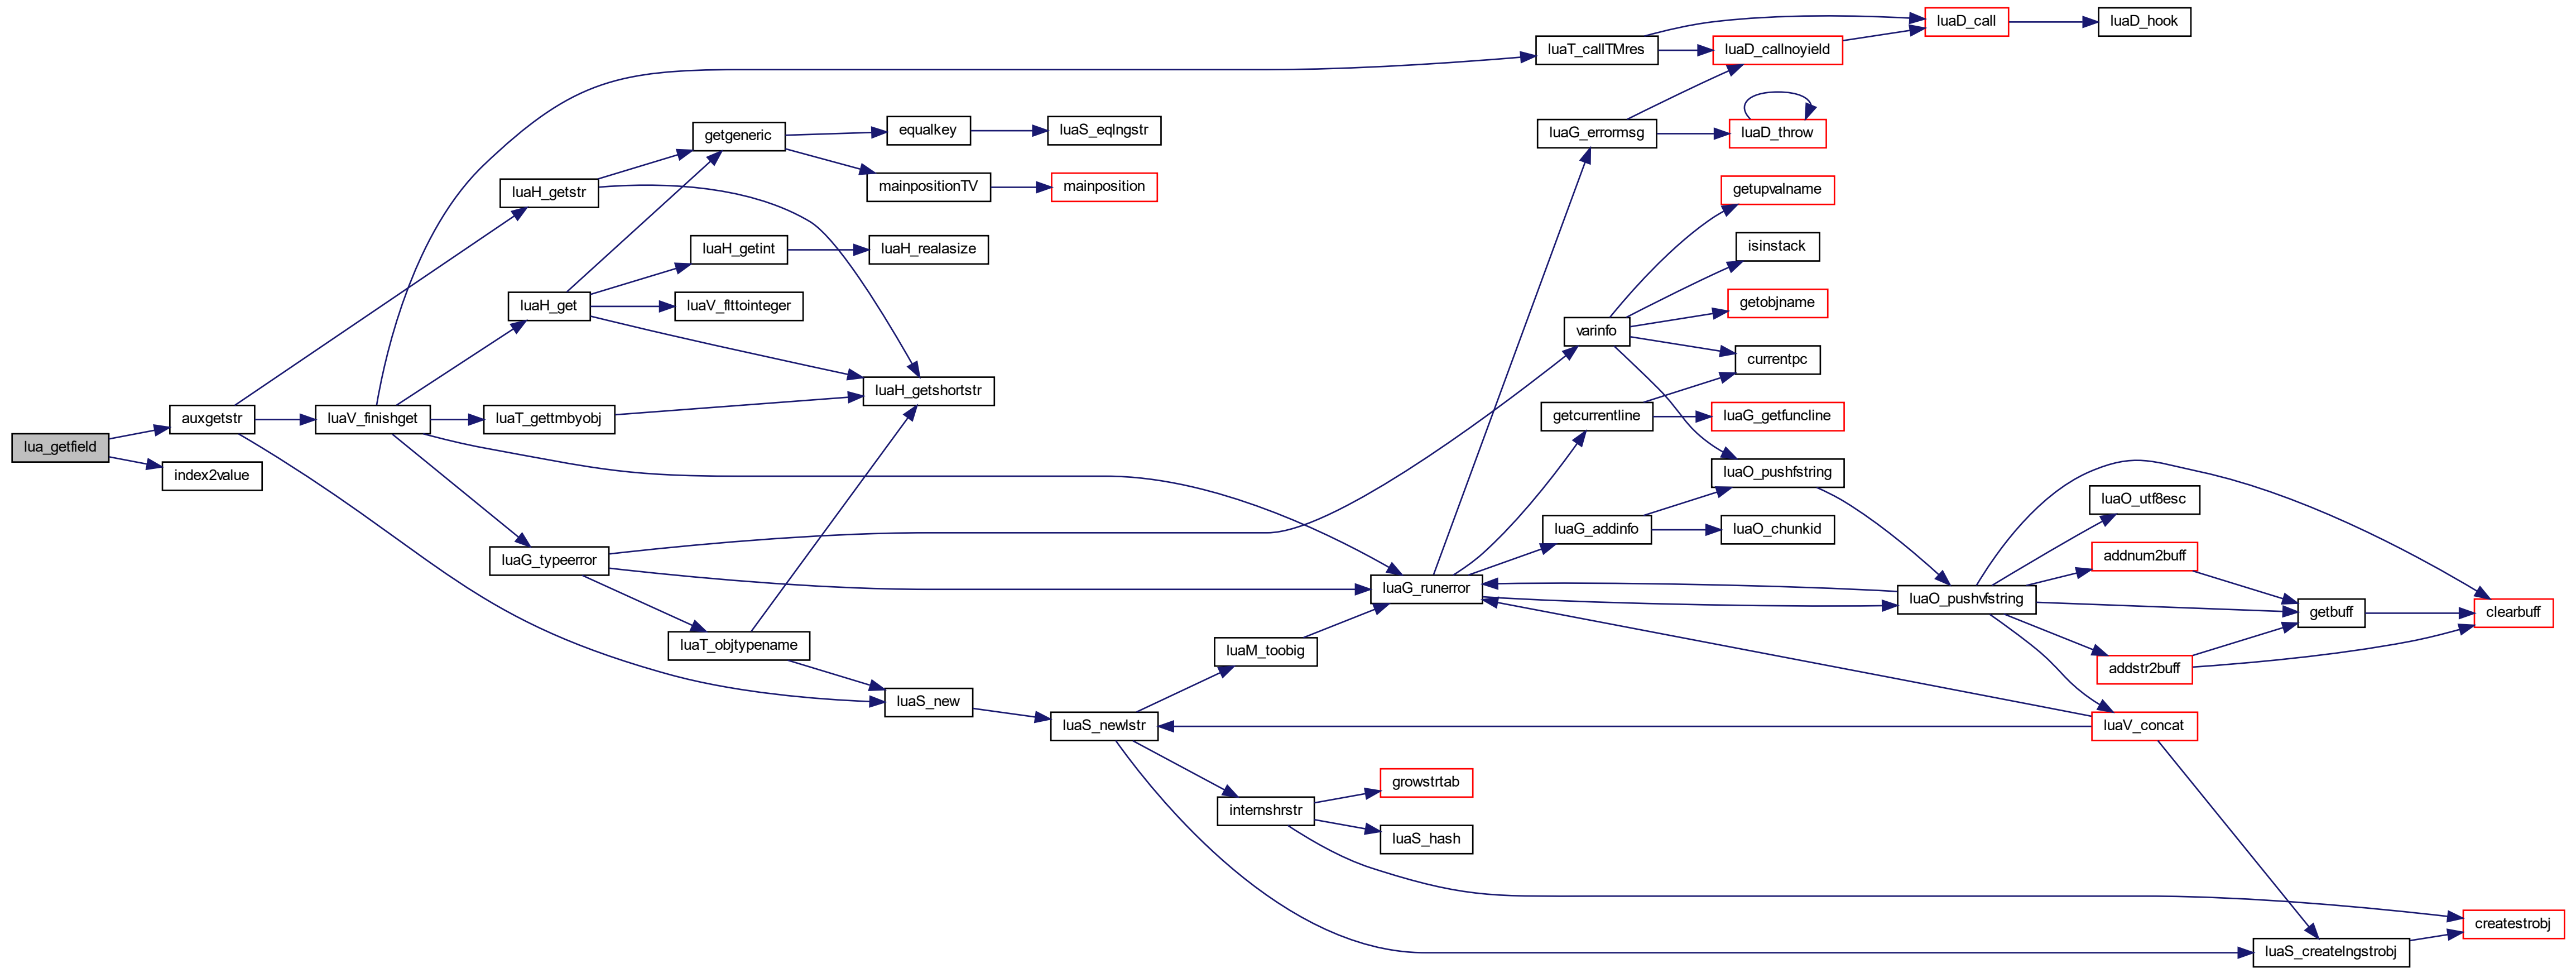 luaD_call
luaD_hook
luaT_callTMres
luaD_callnoyield
getgeneric
equalkey
luaS_eqlngstr
luaG_errormsg
luaD_throw
luaH_getstr
mainpositionTV
mainposition
getupvalname
luaH_getint
luaH_realasize
isinstack
luaH_get
luaV_flttointeger
getobjname
varinfo
currentpc
luaH_getshortstr
auxgetstr
luaV_finishget
luaT_gettmbyobj
getcurrentline
luaG_getfuncline
lua_getfield
index2value
luaO_pushfstring
luaO_utf8esc
luaG_addinfo
luaO_chunkid
luaG_typeerror
addnum2buff
luaG_runerror
luaO_pushvfstring
getbuff
clearbuff
luaT_objtypename
luaM_toobig
addstr2buff
luaS_new
luaS_newlstr
luaV_concat
growstrtab
internshrstr
luaS_hash
createstrobj
luaS_createlngstrobj